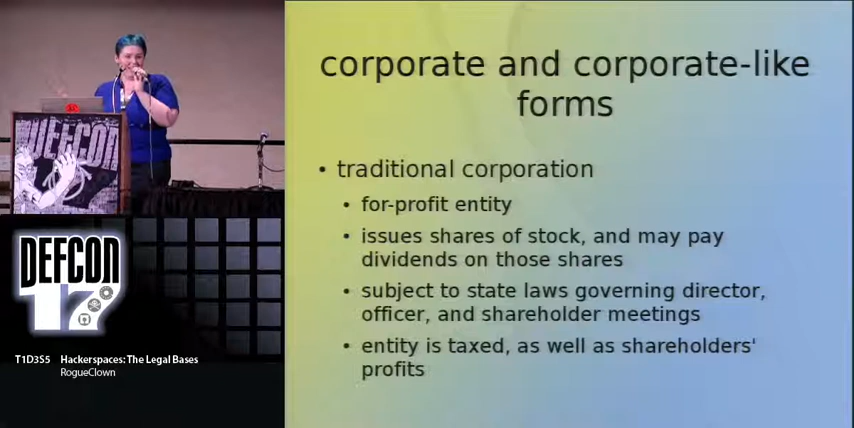 corporate and corporate-like
forms
• traditional corporation
• for-profit entity
• issues shares of stock, and may pay
dividends on those shares
• subject to state laws governing director,
officer, and shareholder meetings
• entity is taxed, as well as shareholders'
profits
DEFCON
DEFCON
17
T1D3S5 Hackerspaces: The Legal Bases
RogueClown